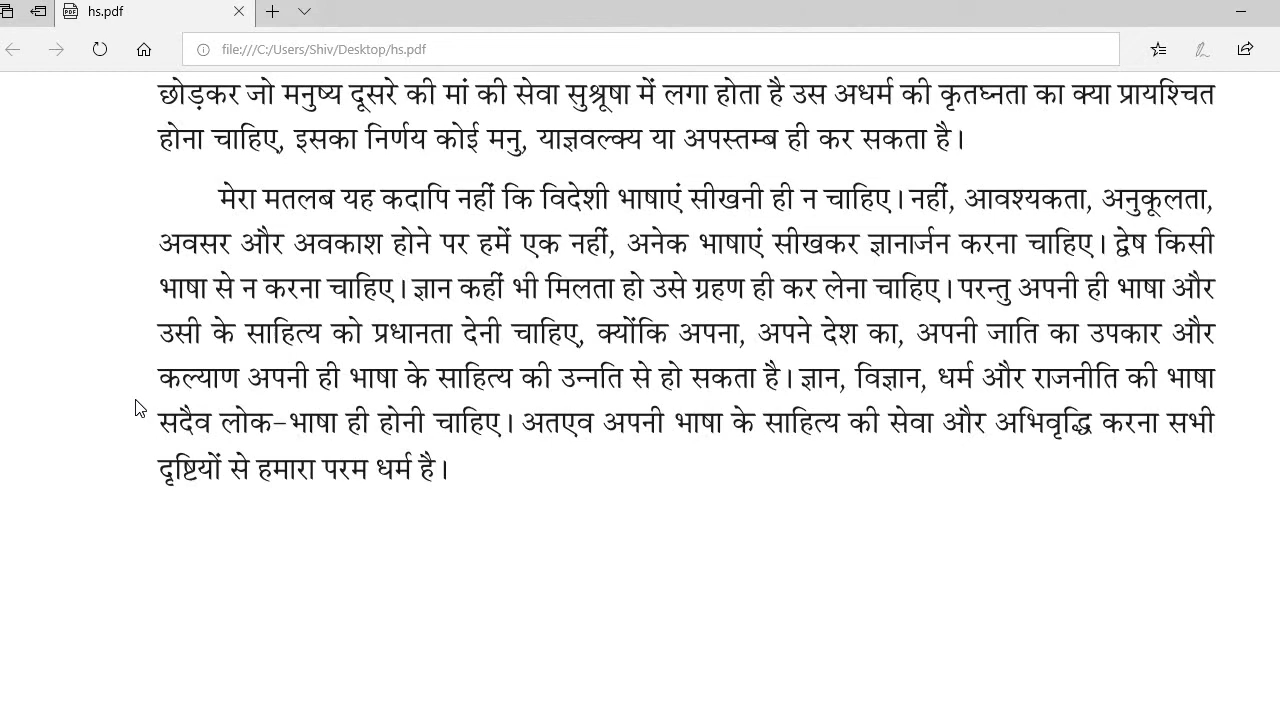 hs.pdf
file:///C:/Users/Shiv/Desktop/hs.pdf
छोड़कर जो मनुष्य दूसरे की मां की सेवा सुश्रूषा में लगा होता है उस अधर्म की कृतघ्नता का क्या प्रायश्चित
होना चाहिए, इसका निर्णय कोई मनु, याज्ञवल्क्य या अपस्तम्ब ही कर सकता है।
मेरा मतलब यह कदापि नहीं कि विदेशी भाषाएं सीखनी ही न चाहिए। नहीं, आवश्यकता, अनुकूलता,
अवसर और अवकाश होने पर हमें एक नहीं, अनेक भाषाएं सीखकर ज्ञानार्जन करना चाहिए। द्वेष किसी
भाषा से न करना चाहिए। ज्ञान कहीं भी मिलता हो उसे ग्रहण ही कर लेना चाहिए। परन्तु अपनी ही भाषा और
उसी के साहित्य को प्रधानता देनी चाहिए, क्योंकि अपना, अपने देश का, अपनी जाति का उपकार और
कल्याण अपनी ही भाषा के साहित्य की उन्नति से हो सकता है। ज्ञान, विज्ञान, धर्म और राजनीति की भाषा
सदैव लोक-भाषा ही होनी चाहिए। अतएव अपनी भाषा के साहित्य की सेवा और अभिवृद्धि करना सभी
दृष्टियों से हमारा परम धर्म है।